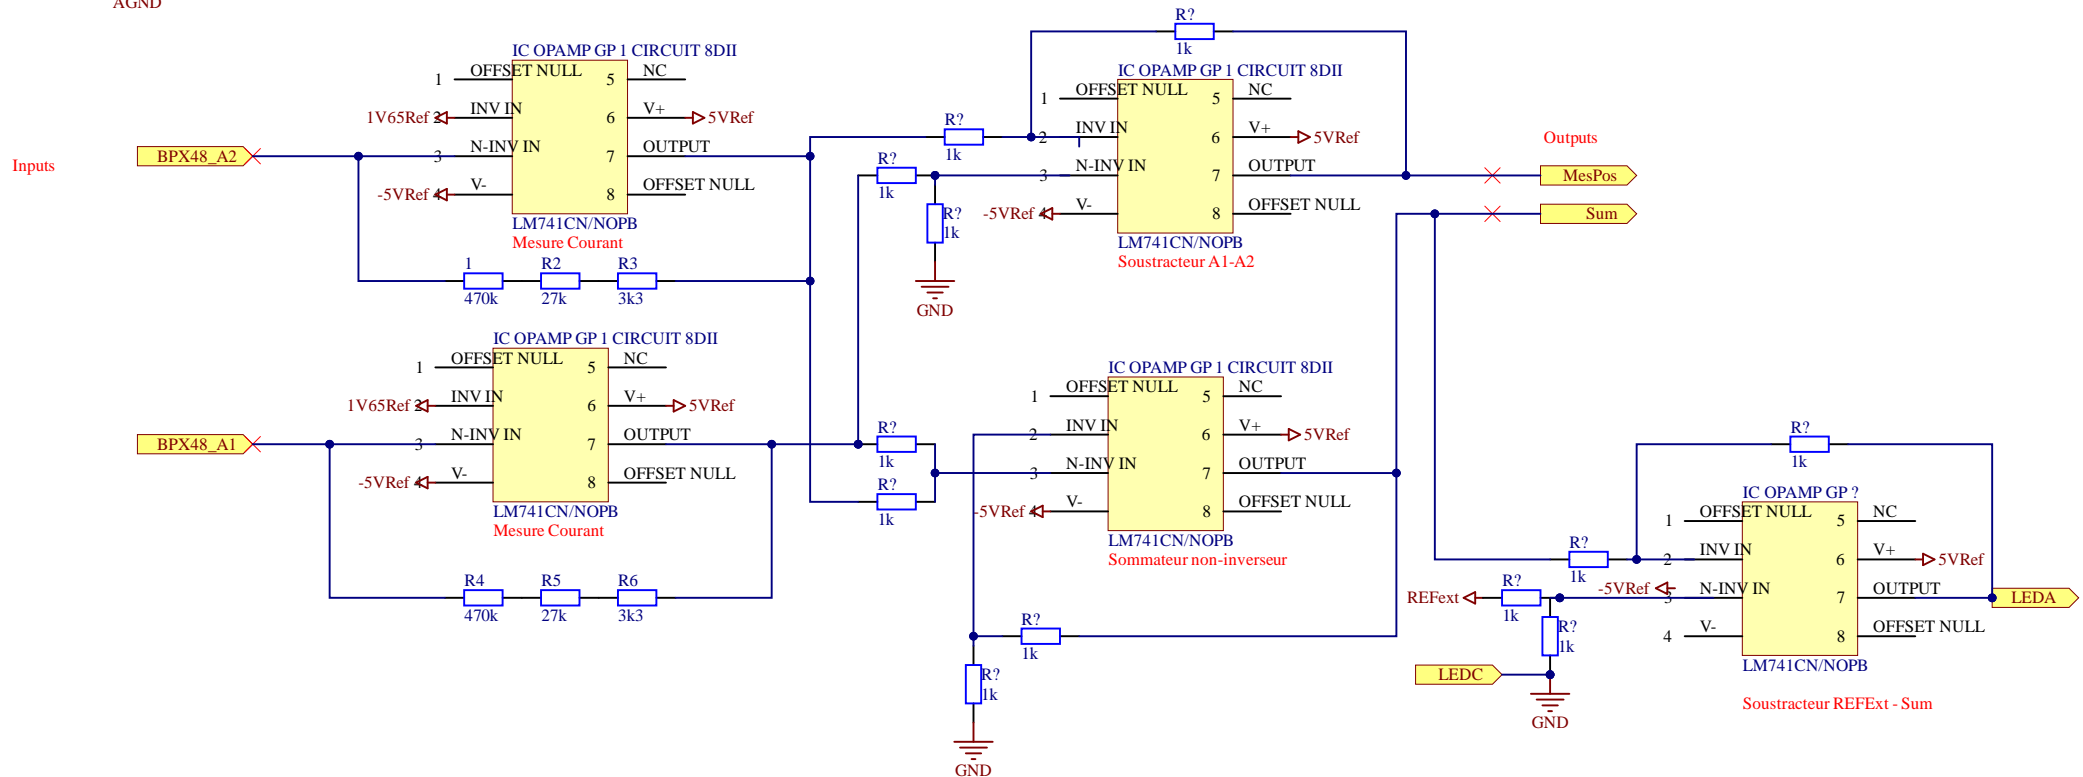 AGND
Inputs
BPX48_A2
IC OPAMP GP 1 CIRCUIT 8DII
1 OFFSET NULL 5 NC
1V65Ref 2 INV IN 6 V+ 5VRef
3 N-INV IN 7 OUTPUT
-5VRef 4 V- 8 OFFSET NULL
LM741CN/NOPB
Mesure Courant
1 R2 R3
470k 27k 3k3
BPX48_A1
IC OPAMP GP 1 CIRCUIT 8DII
1 OFFSET NULL 5 NC
1V65Ref 2 INV IN 6 V+ 5VRef
3 N-INV IN 7 OUTPUT
-5VRef 4 V- 8 OFFSET NULL
LM741CN/NOPB
Mesure Courant
R4 R5 R6
470k 27k 3k3
R?
1k
R?
1k
R?
1k
R?
1k
GND
IC OPAMP GP 1 CIRCUIT 8DII
1 OFFSET NULL 5 NC
2 INV IN 6 V+ 5VRef
3 N-INV IN 7 OUTPUT
-5VRef 4 V- 8 OFFSET NULL
LM741CN/NOPB
Soustracteur A1-A2
Outputs
MesPos
Sum
R?
1k
R?
1k
IC OPAMP GP 1 CIRCUIT 8DII
1 OFFSET NULL 5 NC
2 INV IN 6 V+ 5VRef
3 N-INV IN 7 OUTPUT
-5VRef 4 V- 8 OFFSET NULL
LM741CN/NOPB
Sommateur non-inverseur
R?
1k
R?
1k
GND
R?
1k
R?
1k
IC OPAMP GP ?
1 OFFSET NULL 5 NC
2 INV IN 6 V+ 5VRef
-5VRef 3 N-INV IN 7 OUTPUT
4 V- 8 OFFSET NULL
LM741CN/NOPB
REFext
R?
1k
R?
1k
LEDC
GND
LEDA
Soustracteur REFExt - Sum